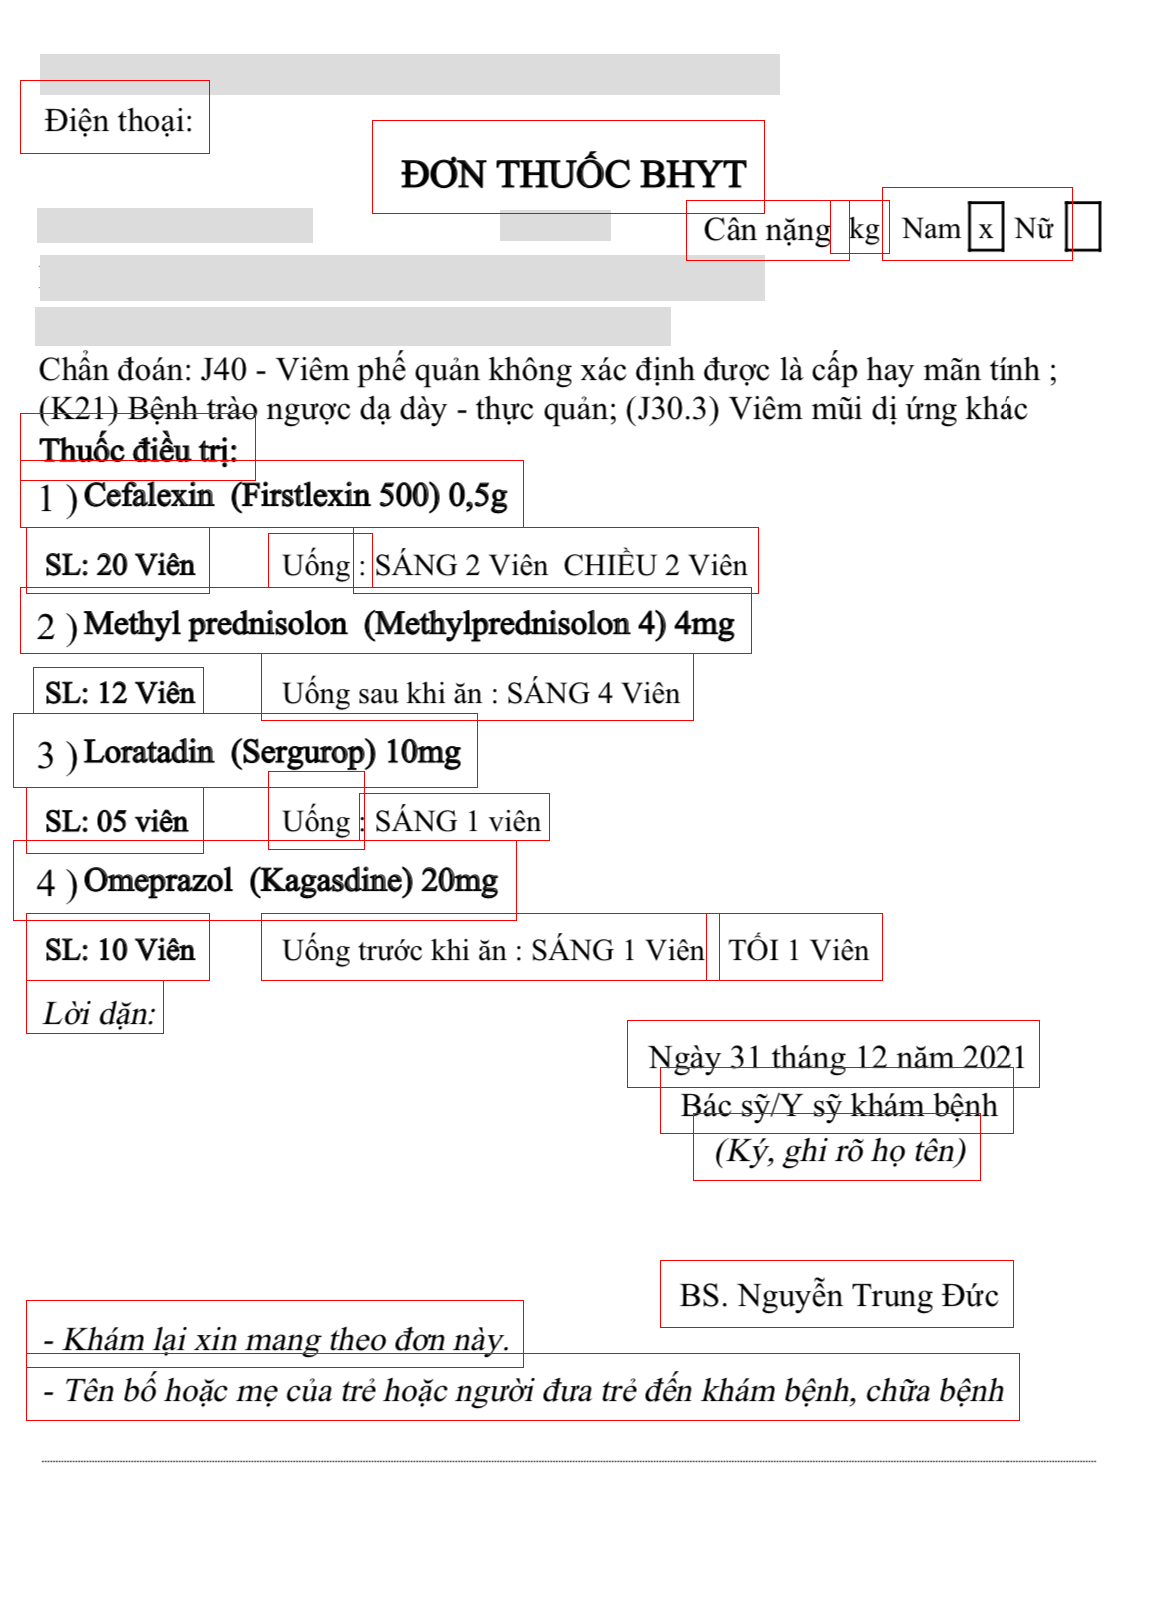 Điện thoại:
ĐƠN THUỐC BHYT
Cân nặng kg Nam x Nữ
Chẩn đoán: J40 - Viêm phế quản không xác định được là cấp hay mãn tính ;
(K21) Bệnh trào ngược dạ dày - thực quản; (J30.3) Viêm mũi dị ứng khác
Thuốc điều trị:
1 ) Cefalexin (Firstlexin 500) 0,5g
SL: 20 Viên Uống : SÁNG 2 Viên CHIỀU 2 Viên
2 ) Methyl prednisolon (Methylprednisolon 4) 4mg
SL: 12 Viên Uống sau khi ăn : SÁNG 4 Viên
3 ) Loratadin (Sergurop) 10mg
SL: 05 viên Uống : SÁNG 1 viên
4 ) Omeprazol (Kagasdine) 20mg
SL: 10 Viên Uống trước khi ăn : SÁNG 1 Viên TỐI 1 Viên
Lời dặn:
Ngày 31 tháng 12 năm 2021
Bác sỹ/Y sỹ khám bệnh
(Ký, ghi rõ họ tên)
BS. Nguyễn Trung Đức
- Khám lại xin mang theo đơn này.
- Tên bố hoặc mẹ của trẻ hoặc người đưa trẻ đến khám bệnh, chữa bệnh